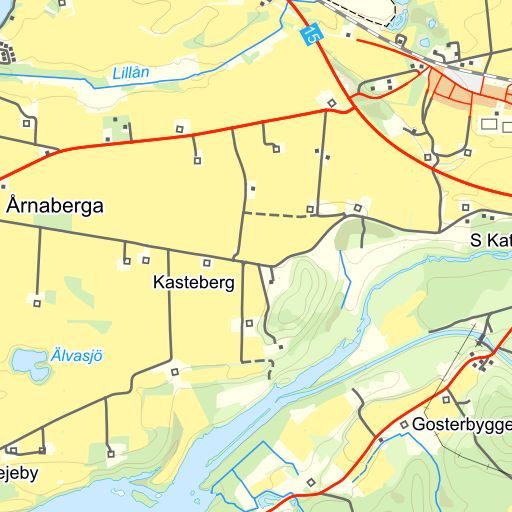 15
Lillån
Årnaberga
S Kat
Kasteberg
Älvasjö
Gosterbygge
ejeby